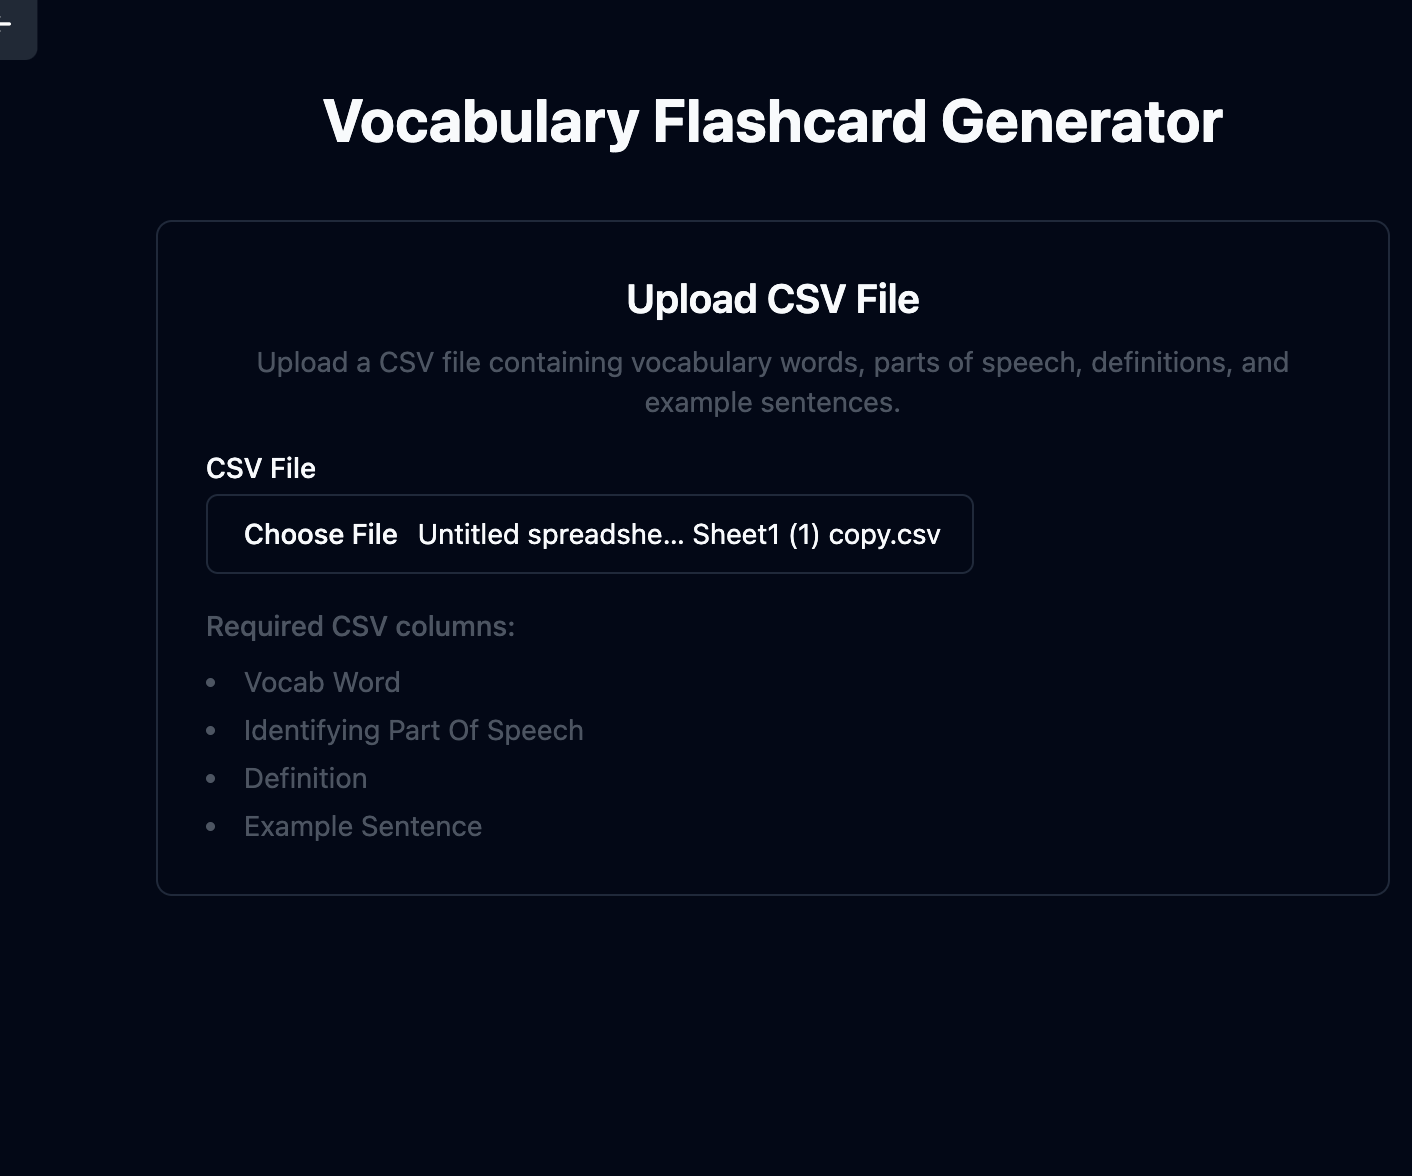 Vocabulary Flashcard Generator
Upload CSV File
Upload a CSV file containing vocabulary words, parts of speech, definitions, and
example sentences.
CSV File
Choose File Untitled spreadshe... Sheet1 (1) copy.csv
Required CSV columns:
• Vocab Word
• Identifying Part Of Speech
• Definition
• Example Sentence